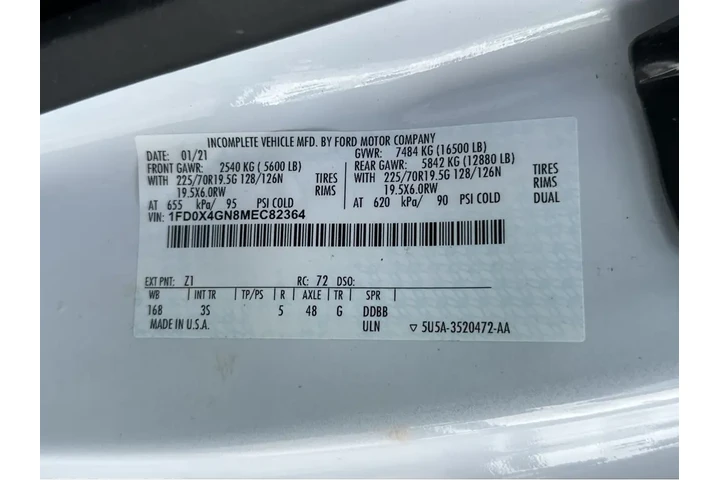 INCOMPLETE VEHICLE MFD. BY FORD MOTOR COMPANY
DATE: 01/21 GVWR: 7484 KG (16500 LB)
FRONT GAWR: 2540 KG ( 5600 LB) REAR GAWR: 5842 KG (12880 LB)
WITH 225/70R19.5G 128/126N TIRES WITH 225/70R19.5G 128/126N TIRES
19.5X6.0RW RIMS 19.5X6.0RW RIMS
AT 655 kPa/ 95 PSI COLD AT 620 kPa/ 90 PSI COLD DUAL
VIN: 1FD0X4GN8MEC82364
EXT PNT: Z1 RC: 72 DSO:
WB INT TR TP/PS R AXLE TR SPR
168 3S 5 48 G DDBB
MADE IN U.S.A. ULN ▽ 5U5A-3520472-AA